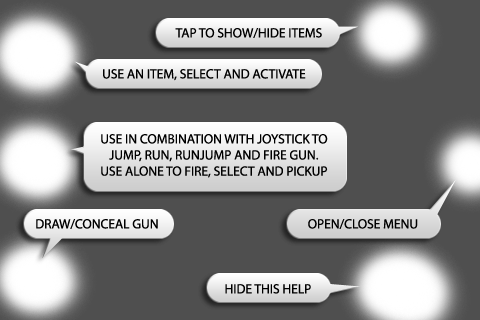 TAP TO SHOW/HIDE ITEMS
USE AN ITEM, SELECT AND ACTIVATE
USE IN COMBINATION WITH JOYSTICK TO
JUMP, RUN, RUNJUMP AND FIRE GUN.
USE ALONE TO FIRE, SELECT AND PICKUP
DRAW/CONCEAL GUN
OPEN/CLOSE MENU
HIDE THIS HELP